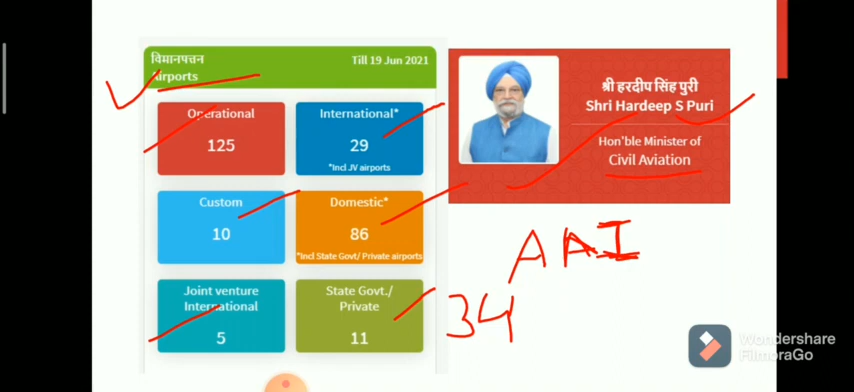 विमानपत्तन
Airports
Till 19 Jun 2021
Operational
125
International*
29
*Incl JV airports
Custom
10
Domestic*
86
*Incl State Govt/ Private airports
Joint venture
International
5
State Govt./
Private
11
श्री हरदीप सिंह पुरी
Shri Hardeep S Puri
Hon'ble Minister of
Civil Aviation
AAI
34
Wondershare
FilmoraGo